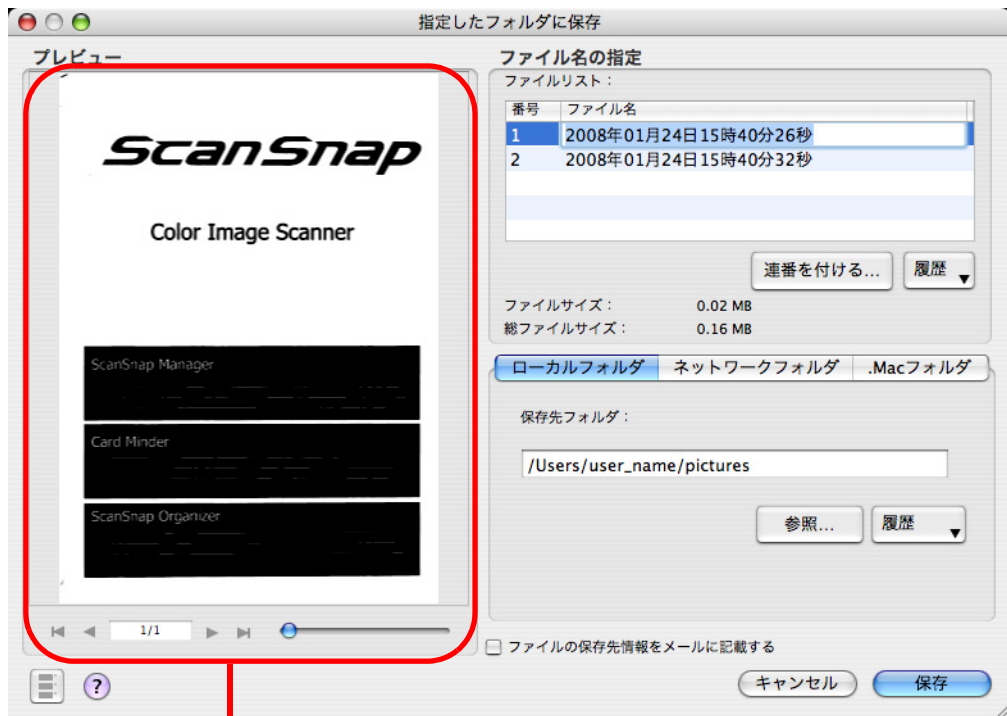 指定したフォルダに保存
プレビュー
ScanSnap
Color Image Scanner
ScanSnap Manager
Card Minder
ScanSnap Organizer
1/1
?
ファイル名の指定
ファイルリスト：
番号 ファイル名
1 2008年01月24日15時40分26秒
2 2008年01月24日15時40分32秒
連番を付ける... 履歴
ファイルサイズ： 0.02 MB
総ファイルサイズ： 0.16 MB
ローカルフォルダ ネットワークフォルダ .Macフォルダ
保存先フォルダ：
/Users/user_name/pictures
参照... 履歴
ファイルの保存先情報をメールに記載する
キャンセル 保存